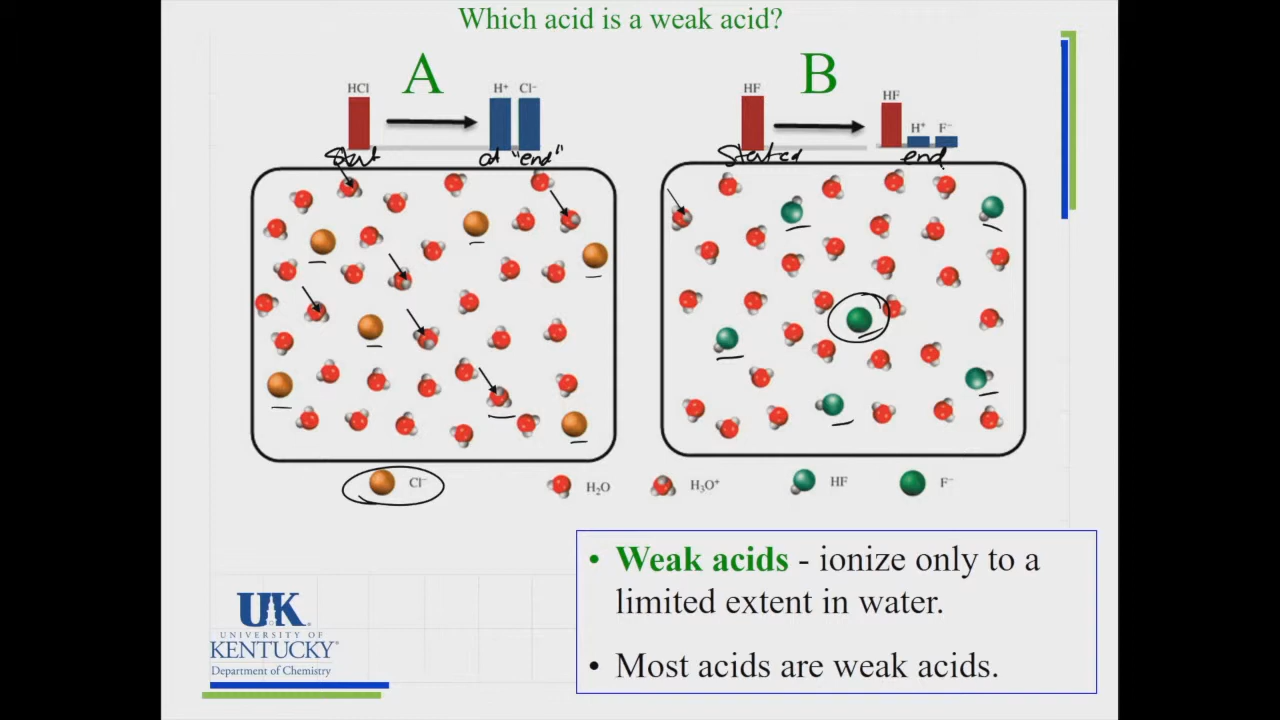 Which acid is a weak acid?
A
B
HCl
H⁺ Cl⁻
HF
HF
H⁺ F⁻
Start
at "end"
Started
end
Cl⁻
H₂O
H₃O⁺
HF
F⁻
• Weak acids - ionize only to a
limited extent in water.
• Most acids are weak acids.
UK
UNIVERSITY OF
KENTUCKY®
Department of Chemistry